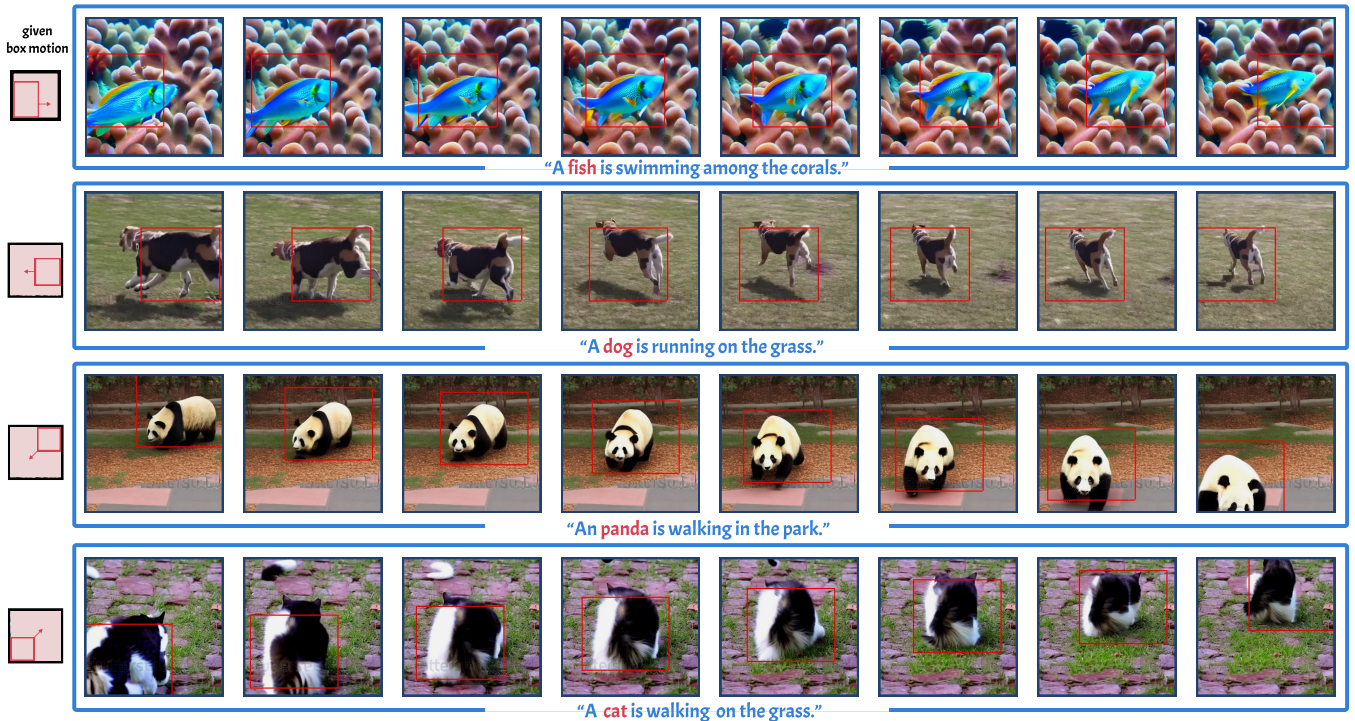 given
box motion
“A fish is swimming among the corals.”
“A dog is running on the grass.”
“An panda is walking in the park.”
“A cat is walking on the grass.”